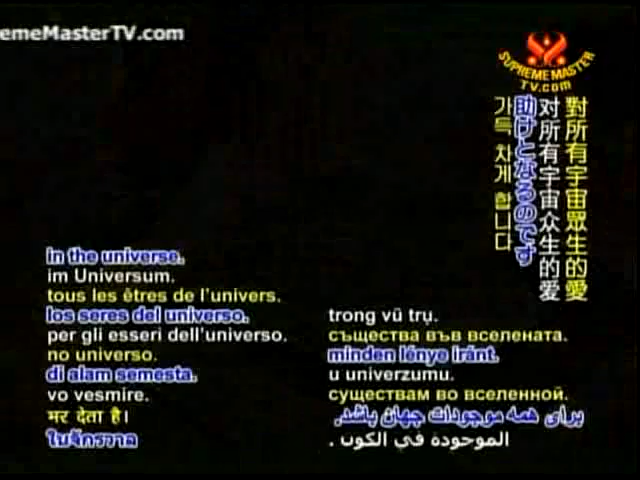 emeMasterTV.com
SUPREME MASTER
TV.com
對所有宇宙眾生的愛
对所有宇宙众生的爱
助けとなるのです
가득 차게 합니다
in the universe.
im Universum.
tous les êtres de l'univers.
los seres del universo.
per gli esseri dell'universo.
no universo.
di alam semesta.
vo vesmire.
भर देता है।
ในจักรวาล
trong vũ trụ.
същества във вселената.
minden lénye iránt.
u univerzumu.
существам во вселенной.
برای همه موجودات جهان باشد.
الموجودة في الكون .